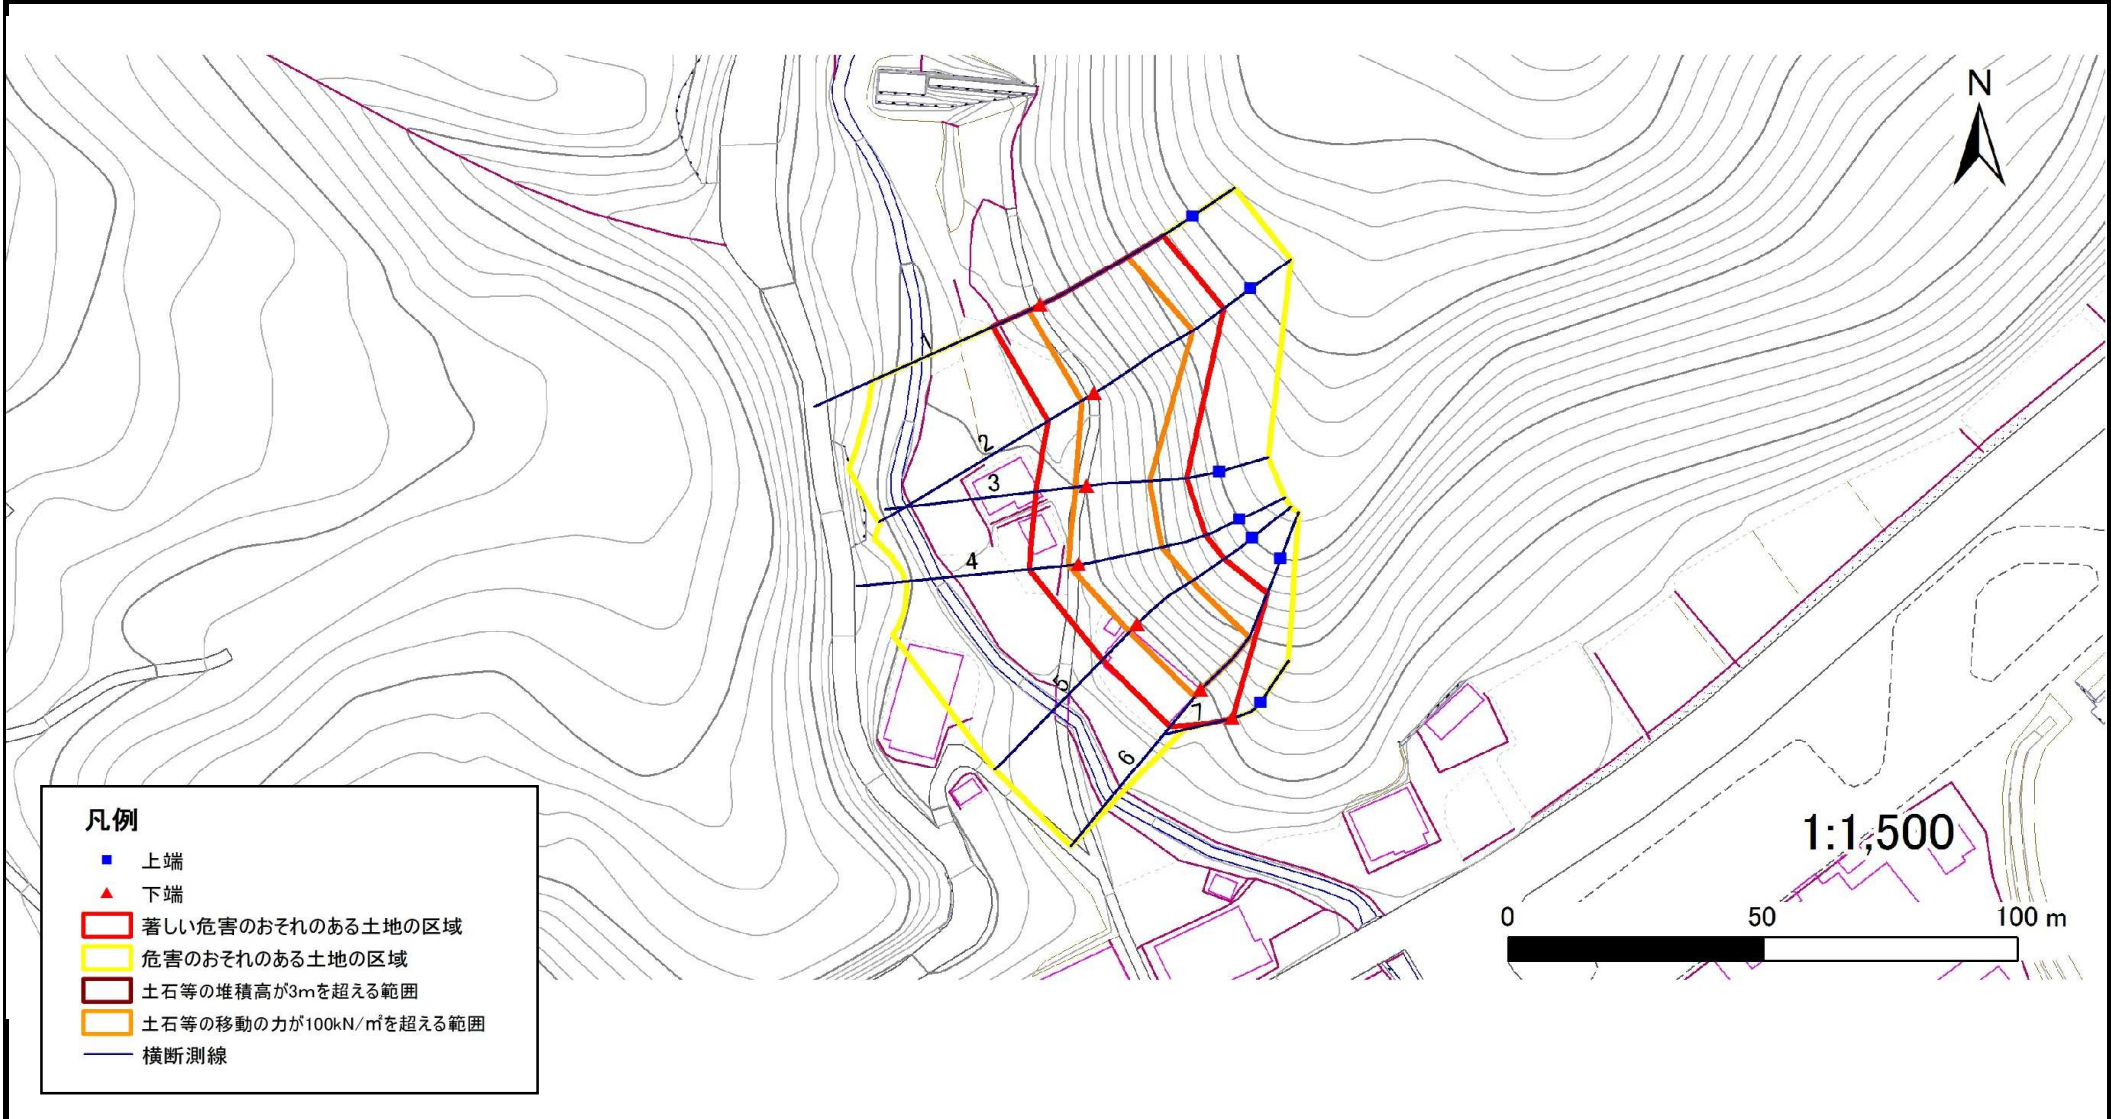 N
1
2
3
4
5
7
6
1:1,500
0 50 100 m
凡例
上端
下端
著しい危害のおそれのある土地の区域
危害のおそれのある土地の区域
土石等の堆積高が3mを超える範囲
土石等の移動の力が100kN/㎡を超える範囲
横断測線